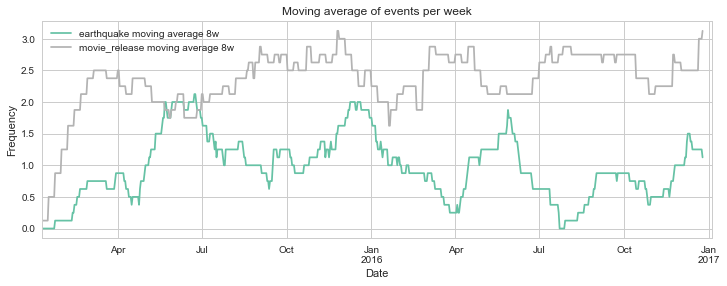 Moving average of events per week
earthquake moving average 8w
movie_release moving average 8w
Frequency
3.0
2.5
2.0
1.5
1.0
0.5
0.0
Apr Jul Oct Jan Apr Jul Oct Jan
2016 2017
Date